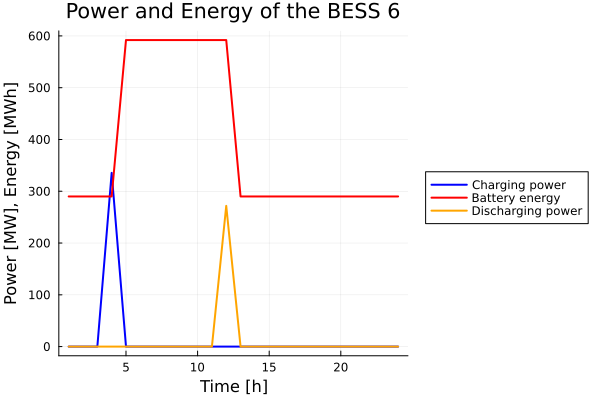 Power and Energy of the BESS 6
Power [MW], Energy [MWh]
600
500
400
300
200
100
0
5
10
15
20
Time [h]
Charging power
Battery energy
Discharging power